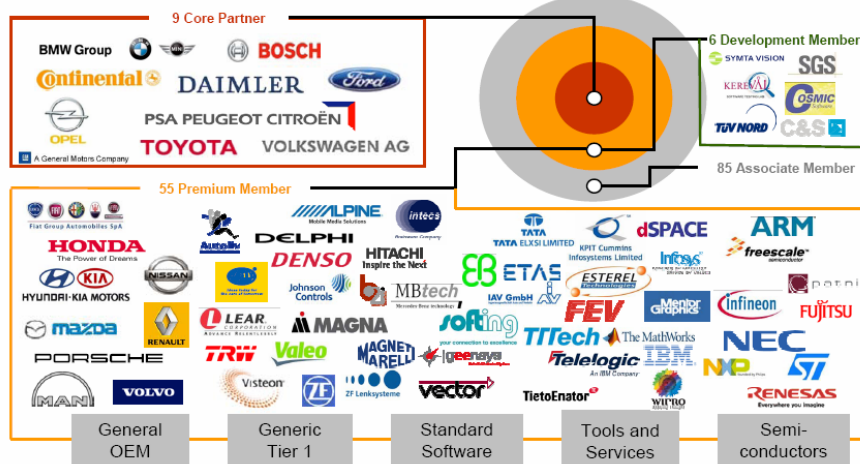 9 Core Partner
BMW Group
MINI
BOSCH
Continental
DAIMLER
Ford
OPEL
PSA PEUGEOT CITROËN
TOYOTA
VOLKSWAGEN AG
GM A General Motors Company
6 Development Member
SYMTA VISION
SGS
KEREVAL
COSMIC
Software
TÜV NORD
C&S
85 Associate Member
55 Premium Member
Fiat Group Automobiles SpA
HONDA
The Power of Dreams
KIA
HYUNDAI-KIA MOTORS
NISSAN
mazda
RENAULT
PORSCHE
MAN
VOLVO
ALPINE
Mobile Media Solutions
intecs
DELPHI
DENSO
HITACHI
Inspire the Next
Johnson
Controls
MBtech
LEAR
CORPORATION
MAGNA
TRW
Valeo
MAGNETI
MARELLI
Visteon
ZF
ZF Lenksysteme
softing
vector
TATA
TATA ELXSI LIMITED
KPIT Cummins
Infosystems Limited
dSPACE
Infosys
ETAS
IAV GmbH
ESTEREL
Technologies
FEV
Mentor
Graphics
TTTech
The MathWorks
Telelogic
An IBM Company
IBM
TietoEnator
WIPRO
ARM
freescale
semiconductor
Infineon
FUJITSU
NEC
NXP
ST
RENESAS
Everywhere you imagine
General
OEM
Generic
Tier 1
Standard
Software
Tools and
Services
Semi-
conductors